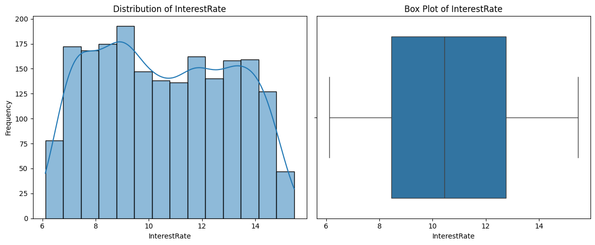 Distribution of InterestRate
200
175
150
125
100
75
50
25
0
Frequency
6 8 10 12 14
InterestRate
Box Plot of InterestRate
6 8 10 12 14
InterestRate